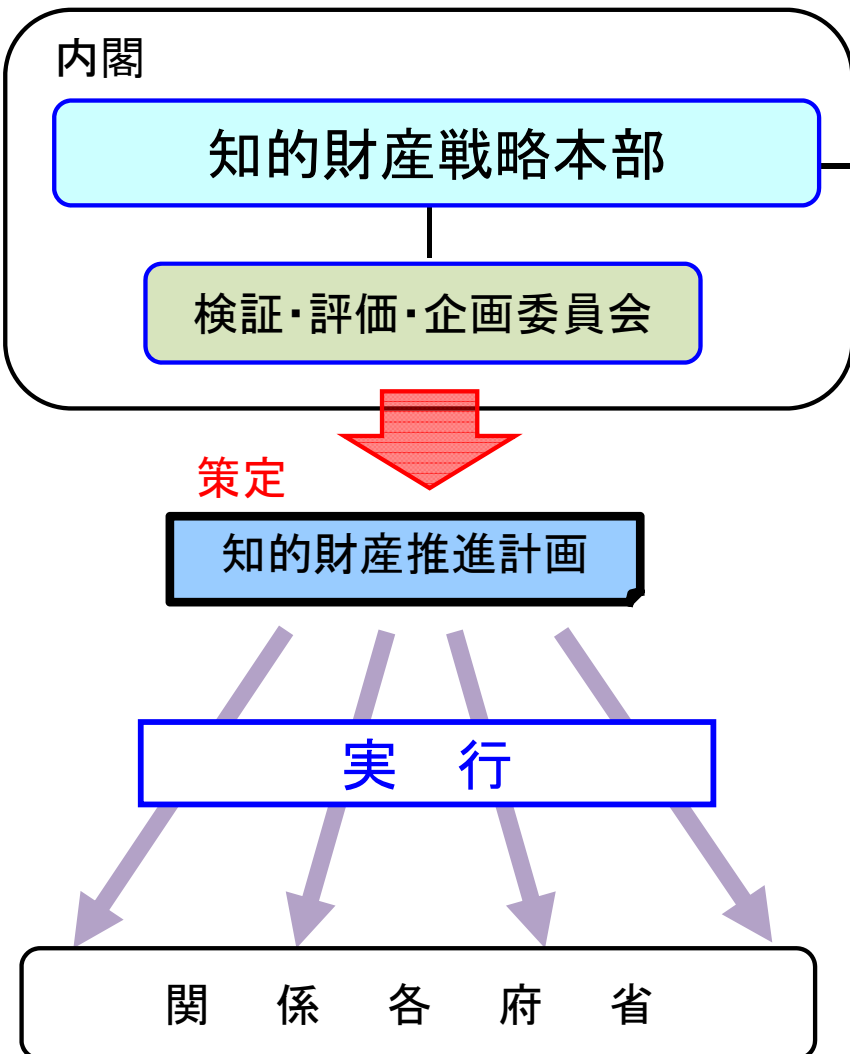 内閣
知的財産戦略本部
検証・評価・企画委員会
策定
知的財産推進計画
実 行
関 係 各 府 省